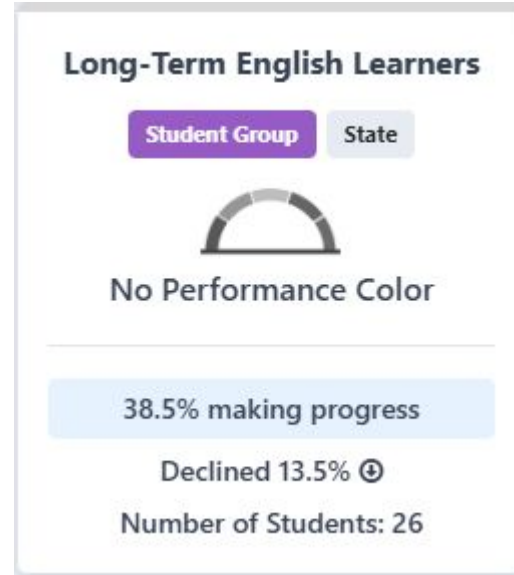 Long-Term English Learners
Student Group State
No Performance Color
38.5% making progress
Declined 13.5%
Number of Students: 26